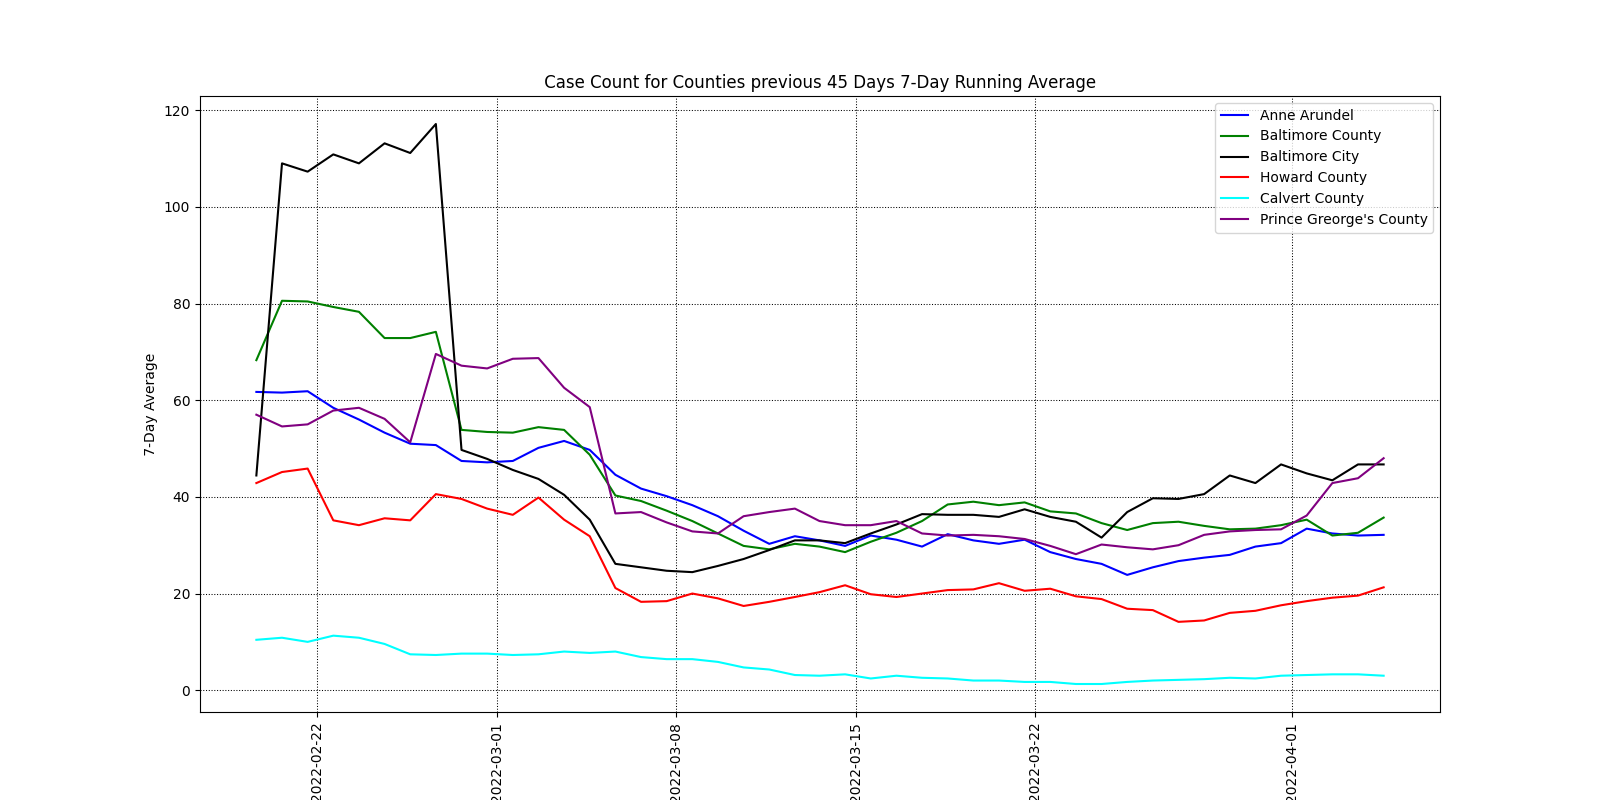 Case Count for Counties previous 45 Days 7-Day Running Average
120
100
80
60
40
20
0
7-Day Average
Anne Arundel
Baltimore County
Baltimore City
Howard County
Calvert County
Prince Greorge's County
2022-02-22
2022-03-01
2022-03-08
2022-03-15
2022-03-22
2022-04-01